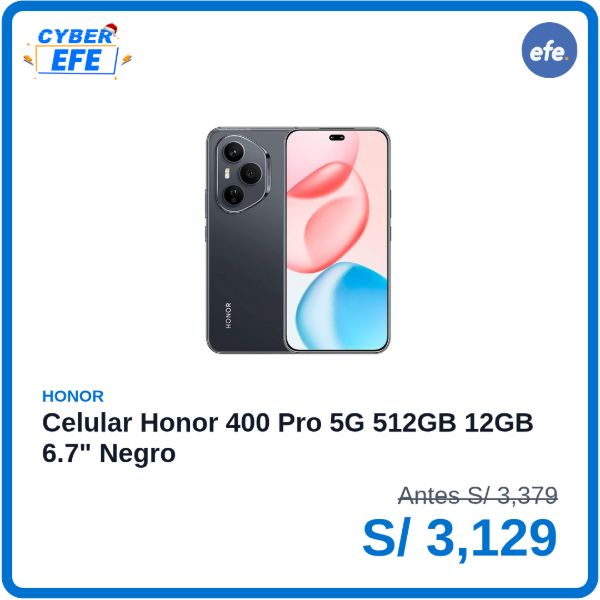 CYBER
EFE
efe.
HONOR
HONOR
Celular Honor 400 Pro 5G 512GB 12GB
6.7" Negro
Antes S/ 3,379
S/ 3,129